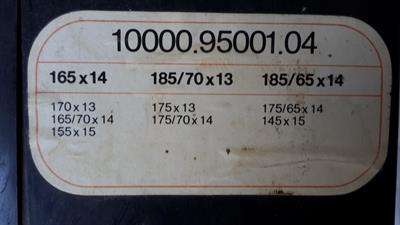 10000.95001.04
165 x 14 185/70 x 13 185/65 x 14
170 x 13 175 x 13 175/65 x 14
165/70 x 14 175/70 x 14 145 x 15
155 x 15